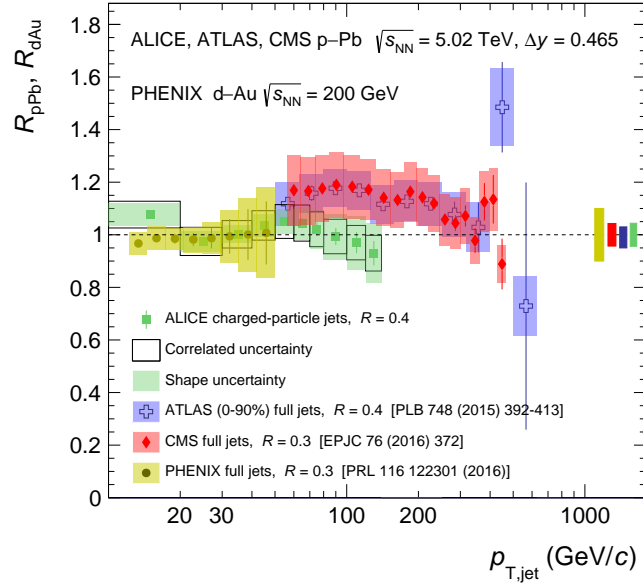 ALICE, ATLAS, CMS p–Pb √sNN = 5.02 TeV, Δy = 0.465
PHENIX d–Au √sNN = 200 GeV
RpPb, RdAu
1.8
1.6
1.4
1.2
1
0.8
0.6
0.4
0.2
0
ALICE charged-particle jets, R = 0.4
Correlated uncertainty
Shape uncertainty
ATLAS (0-90%) full jets, R = 0.4 [PLB 748 (2015) 392-413]
CMS full jets, R = 0.3 [EPJC 76 (2016) 372]
PHENIX full jets, R = 0.3 [PRL 116 122301 (2016)]
20 30 100 200 1000
pT,jet (GeV/c)